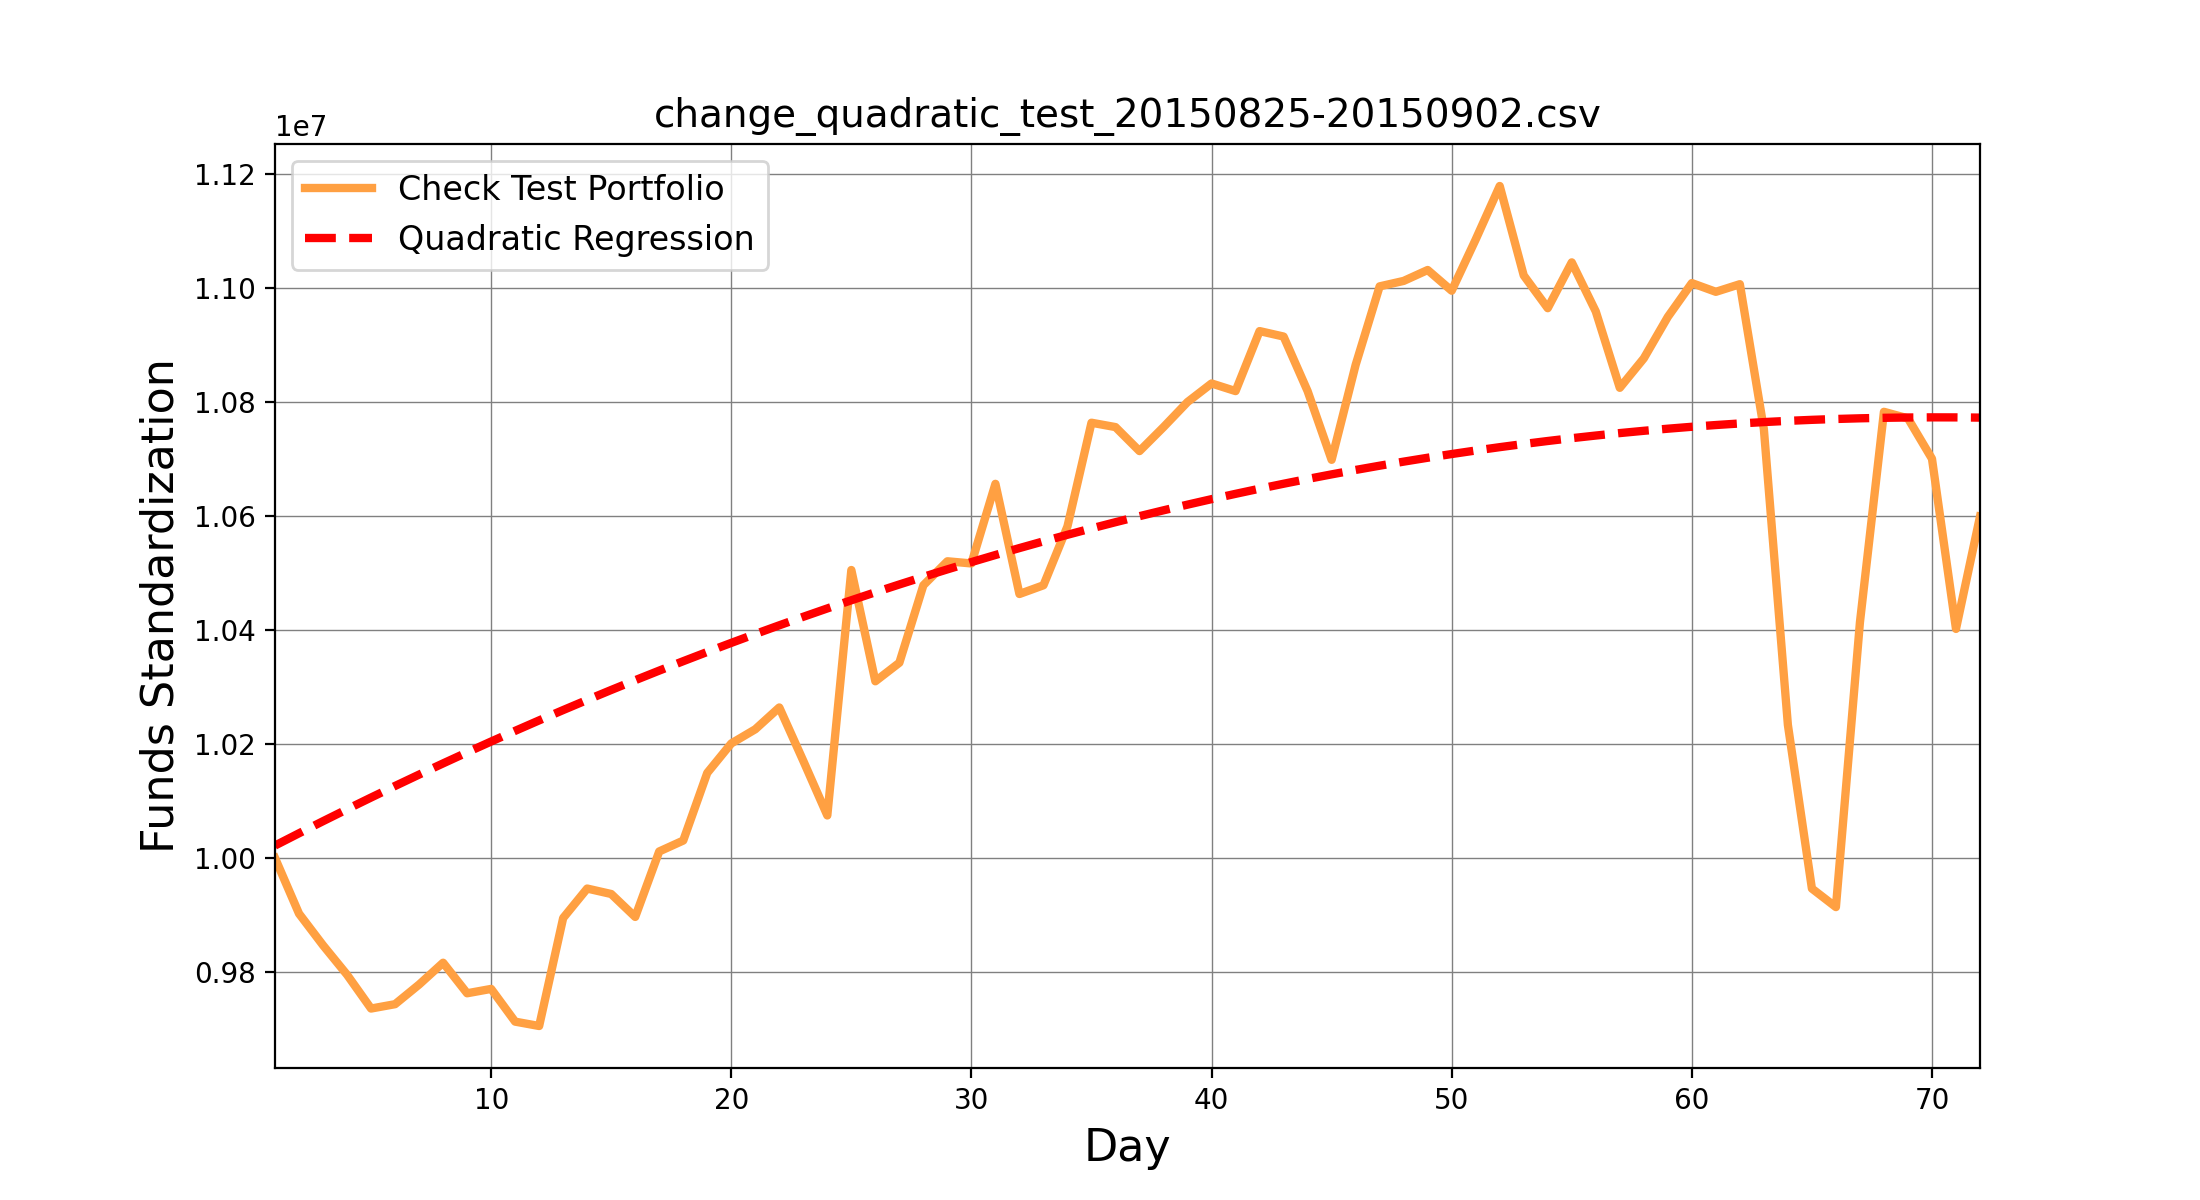 change_quadratic_test_20150825-20150902.csv
1e7
Check Test Portfolio
Quadratic Regression
1.12
1.10
1.08
1.06
1.04
1.02
1.00
0.98
Funds Standardization
10 20 30 40 50 60 70
Day